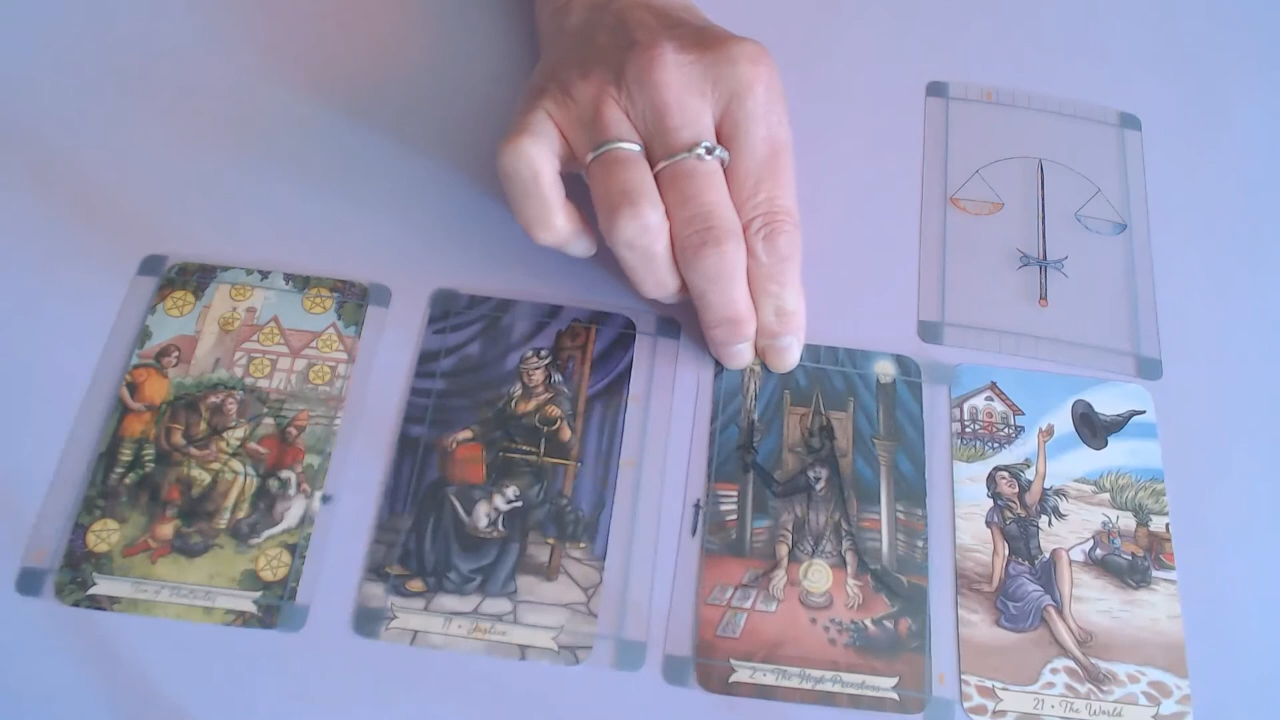 Ten of Pentacles
11 • Justice
2 • The High Priestess
21 • The World